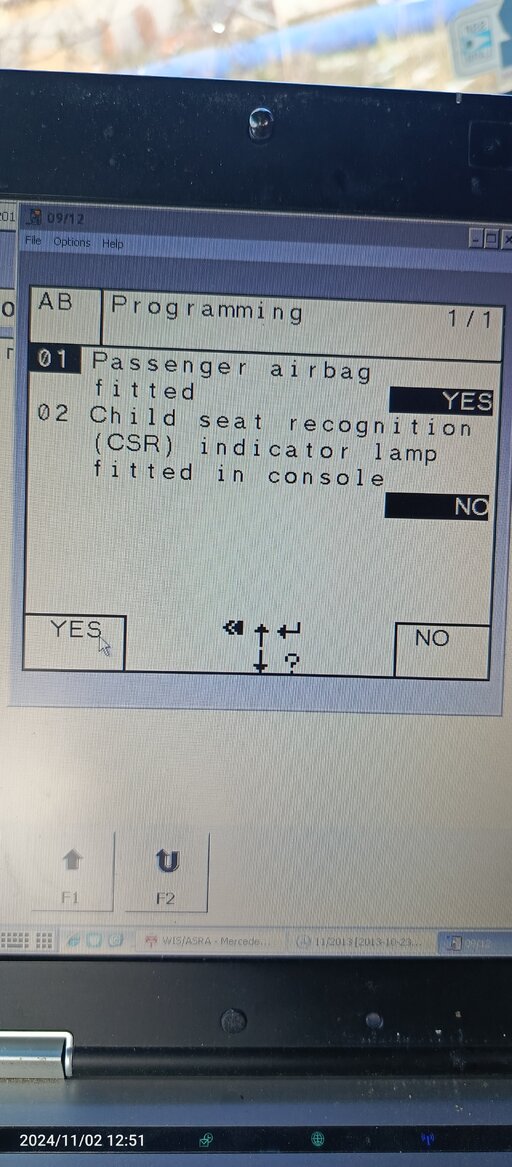 09/12
File Options Help
AB Programming 1/1
01 Passenger airbag
fitted YES
02 Child seat recognition
(CSR) indicator lamp
fitted in console
NO
YES ? NO
F1 F2
WIS/ASRA - Mercede... 11/2013 [2013-10-23... 09/12
2024/11/02 12:51